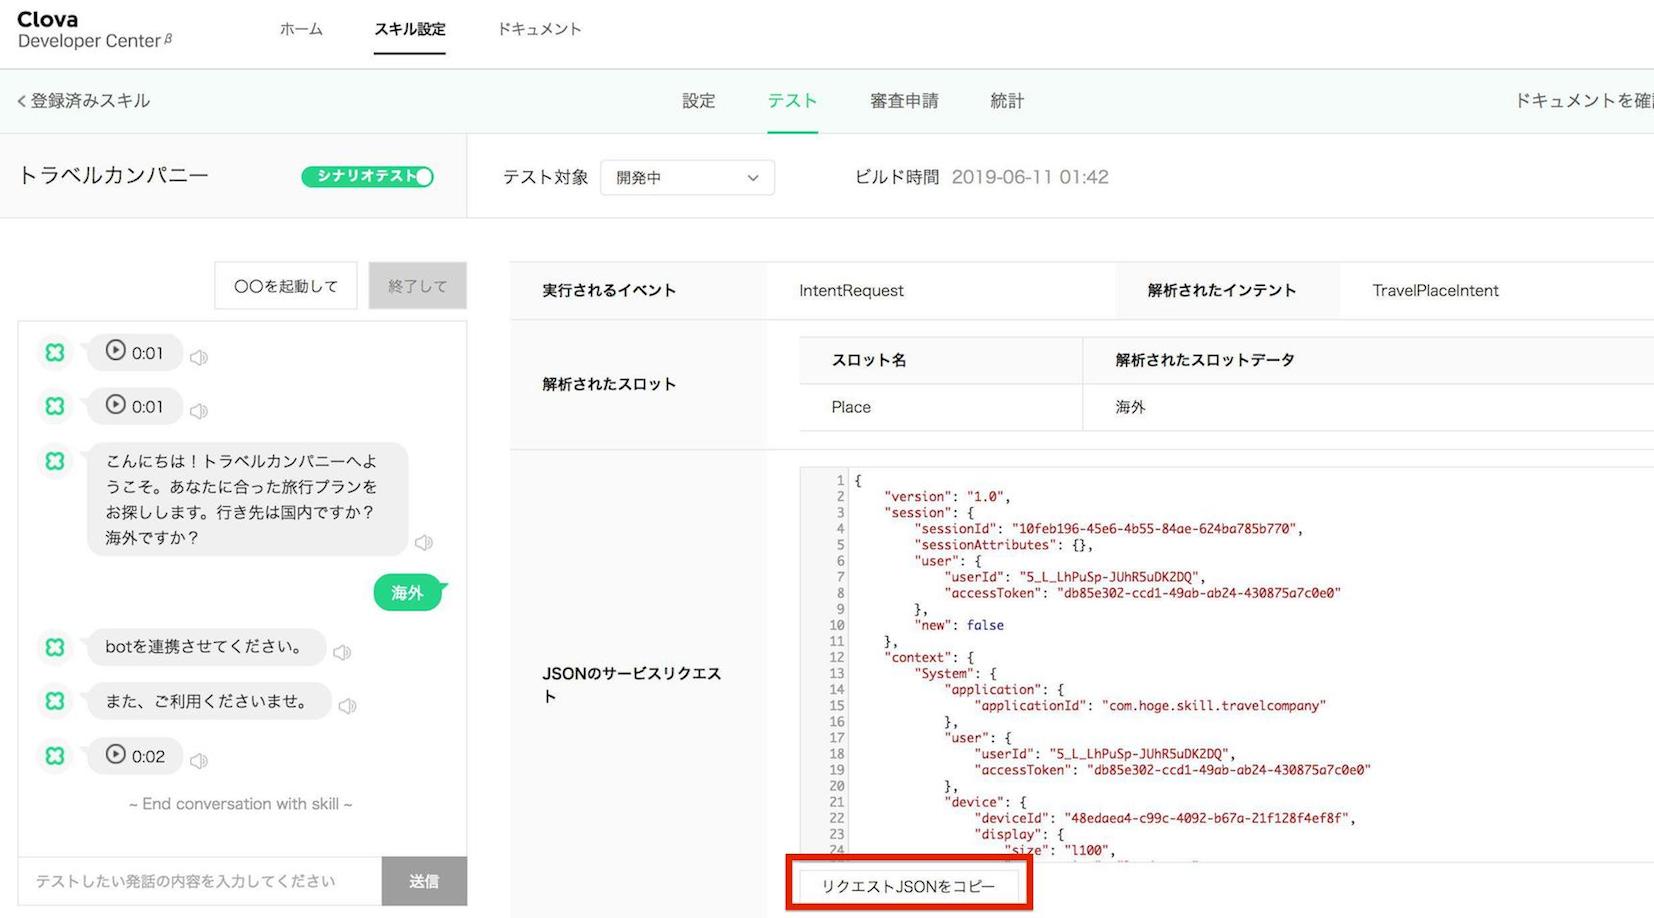 Clova
Developer Center β
ホーム
スキル設定
ドキュメント
< 登録済みスキル
設定
テスト
審査申請
統計
ドキュメントを確
トラベルカンパニー
シナリオテスト
テスト対象
開発中
ビルド時間 2019-06-11 01:42
〇〇を起動して
終了して
0:01
0:01
こんにちは！トラベルカンパニーへよ
うこそ。あなたに合った旅行プランを
お探しします。行き先は国内ですか？
海外ですか？
海外
botを連携させてください。
また、ご利用くださいませ。
0:02
~ End conversation with skill ~
テストしたい発話の内容を入力してください
送信
実行されるイベント
IntentRequest
解析されたインテント
TravelPlaceIntent
解析されたスロット
スロット名
解析されたスロットデータ
Place
海外
JSONのサービスリクエス
ト
1 {
2 "version": "1.0",
3 "session": {
4 "sessionId": "10feb196-45e6-4b55-84ae-624ba785b770",
5 "sessionAttributes": {},
6 "user": {
7 "userId": "5_L_LhPuSp-JUhR5uDK2DQ",
8 "accessToken": "db85e302-ccd1-49ab-ab24-430875a7c0e0"
9 },
10 "new": false
11 },
12 "context": {
13 "System": {
14 "application": {
15 "applicationId": "com.hoge.skill.travelcompany"
16 },
17 "user": {
18 "userId": "5_L_LhPuSp-JUhR5uDK2DQ",
19 "accessToken": "db85e302-ccd1-49ab-ab24-430875a7c0e0"
20 },
21 "device": {
22 "deviceId": "48edaea4-c99c-4092-b67a-21f128f4ef8f",
23 "display": {
24 "size": "l100",
リクエストJSONをコピー